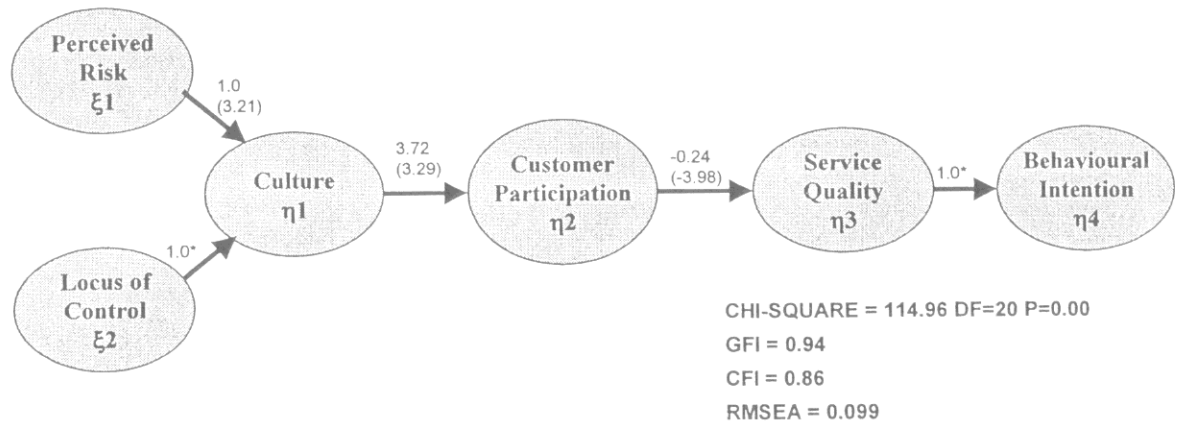 Perceived
Risk
ξ1
1.0
(3.21)
Culture
η1
1.0*
Locus of
Control
ξ2
3.72
(3.29)
Customer
Participation
η2
-0.24
(-3.98)
Service
Quality
η3
1.0*
Behavioural
Intention
η4
CHI-SQUARE = 114.96 DF=20 P=0.00
GFI = 0.94
CFI = 0.86
RMSEA = 0.099